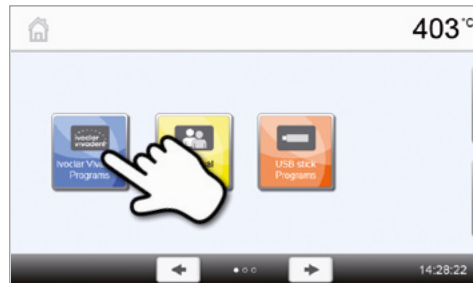 403 °C
ivoclar
vivadent
Ivoclar
Programs
USB stick
Programs
14:28:22